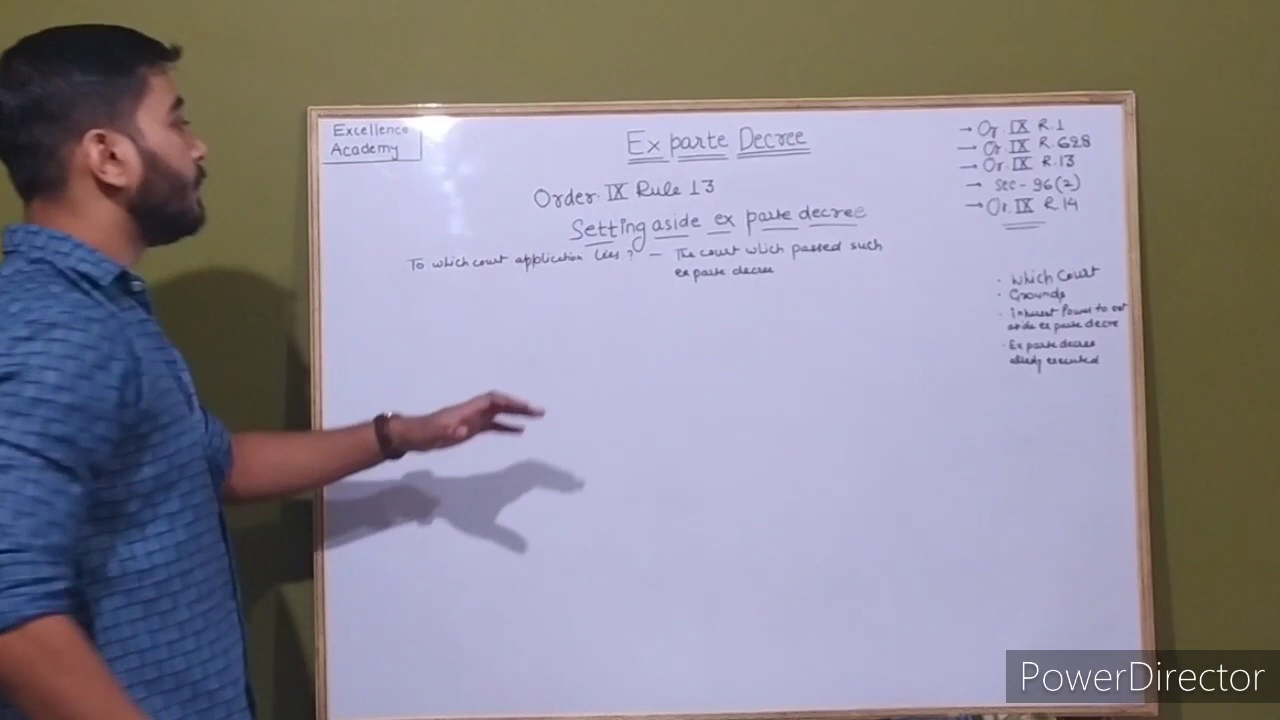 Excellence
Academy
Ex parte Decree
Order IX Rule 13
Setting aside ex parte decree
To which court application lies? — The court which passed such
ex parte decree
→ Or. IX R.1
→ Or IX R. 6&8
→ Or. IX R.13
→ Sec - 96(2)
→ Or. IX R.14
· Which Court
· Grounds
· Inherent Power to set
aside ex parte decre
· Ex parte decree
already executed
PowerDirector